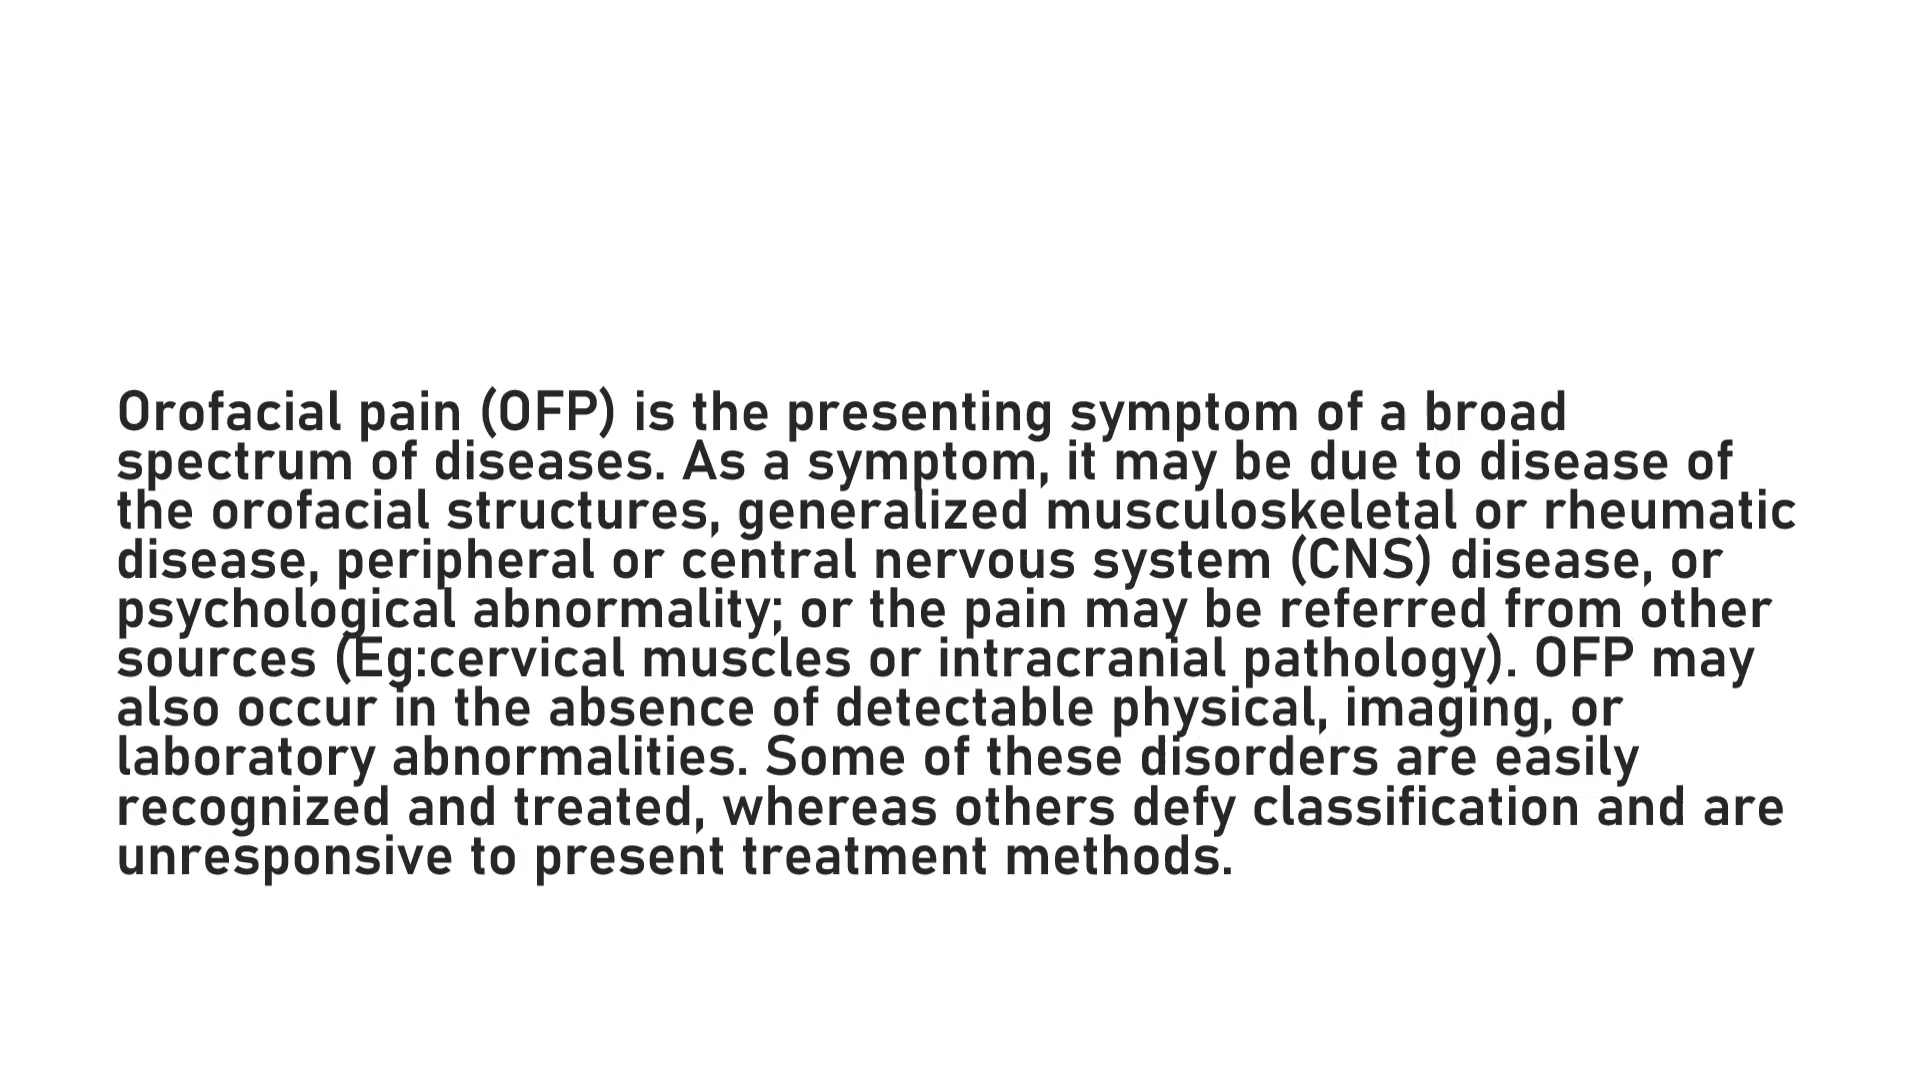 Orofacial pain (OFP) is the presenting symptom of a broad
spectrum of diseases. As a symptom, it may be due to disease of
the orofacial structures, generalized musculoskeletal or rheumatic
disease, peripheral or central nervous system (CNS) disease, or
psychological abnormality; or the pain may be referred from other
sources (Eg:cervical muscles or intracranial pathology). OFP may
also occur in the absence of detectable physical, imaging, or
laboratory abnormalities. Some of these disorders are easily
recognized and treated, whereas others defy classification and are
unresponsive to present treatment methods.